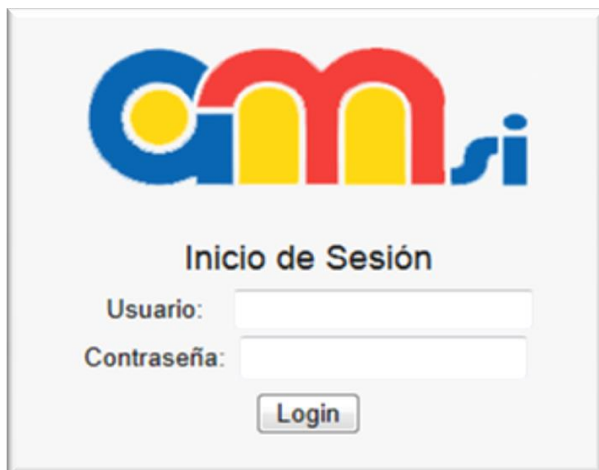 amsi
Inicio de Sesión
Usuario:
Contraseña:
Login